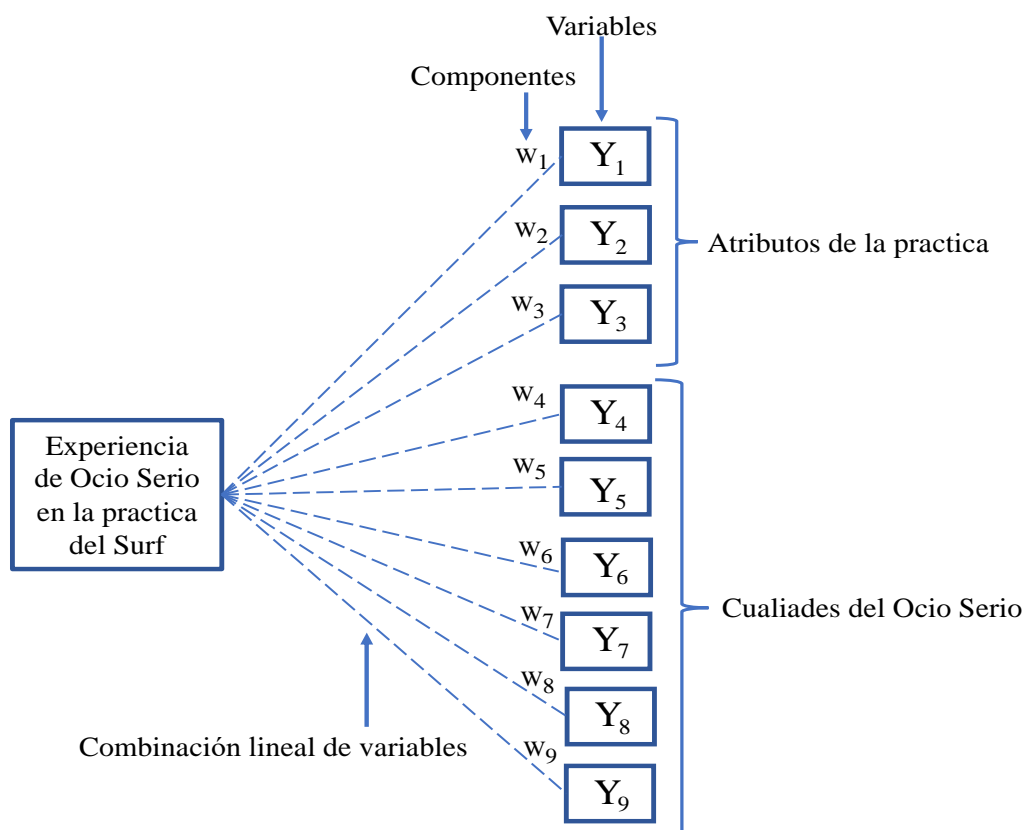 Variables
Componentes
w₁
Y₁
w₂
Y₂
Atributos de la practica
w₃
Y₃
w₄
Y₄
Experiencia
de Ocio Serio
en la practica
del Surf
w₅
Y₅
w₆
Y₆
Cualiades del Ocio Serio
w₇
Y₇
w₈
Y₈
Combinación lineal de variables
w₉
Y₉